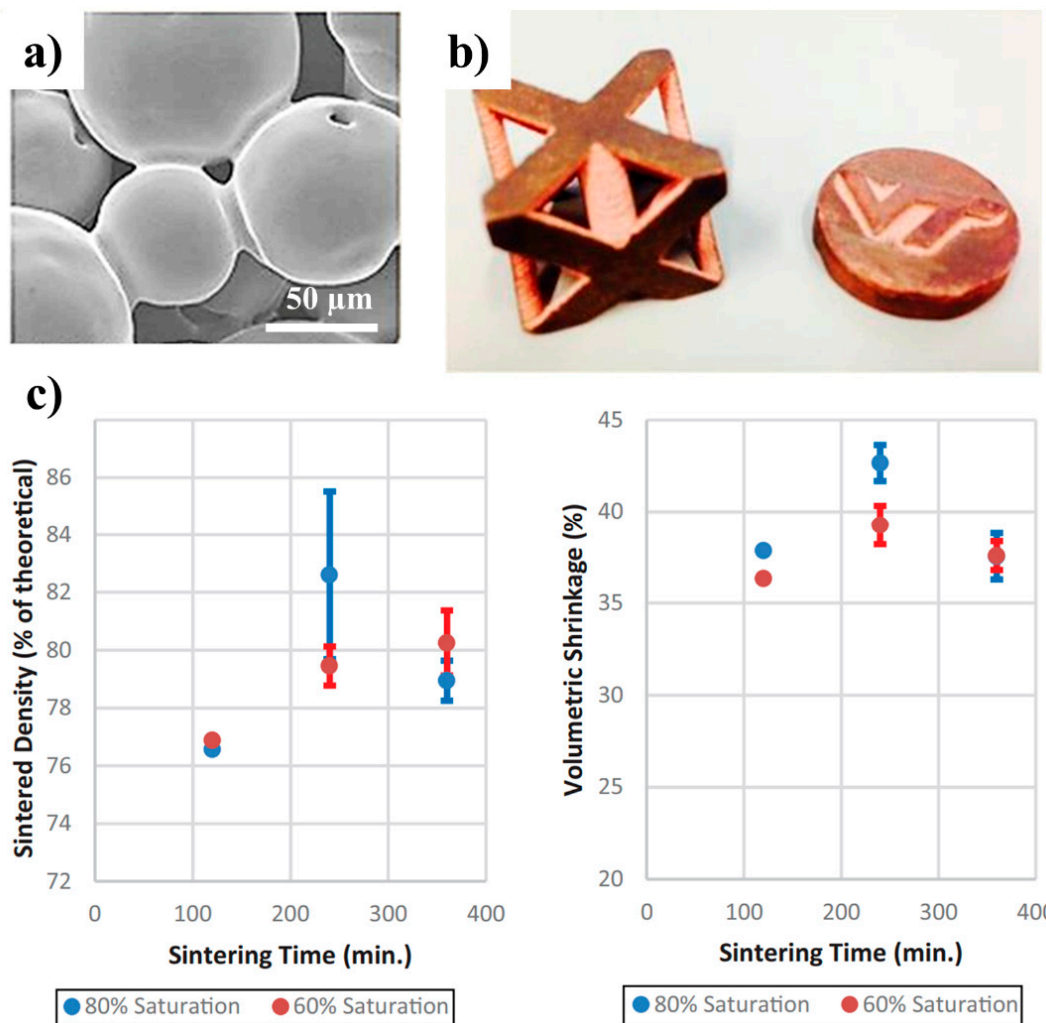 a)
50 µm
b)
VT
c)
Sintered Density (% of theoretical)
86
84
82
80
78
76
74
72
0 100 200 300 400
Sintering Time (min.)
80% Saturation 60% Saturation
Volumetric Shrinkage (%)
45
40
35
30
25
20
0 100 200 300 400
Sintering Time (min.)
80% Saturation 60% Saturation